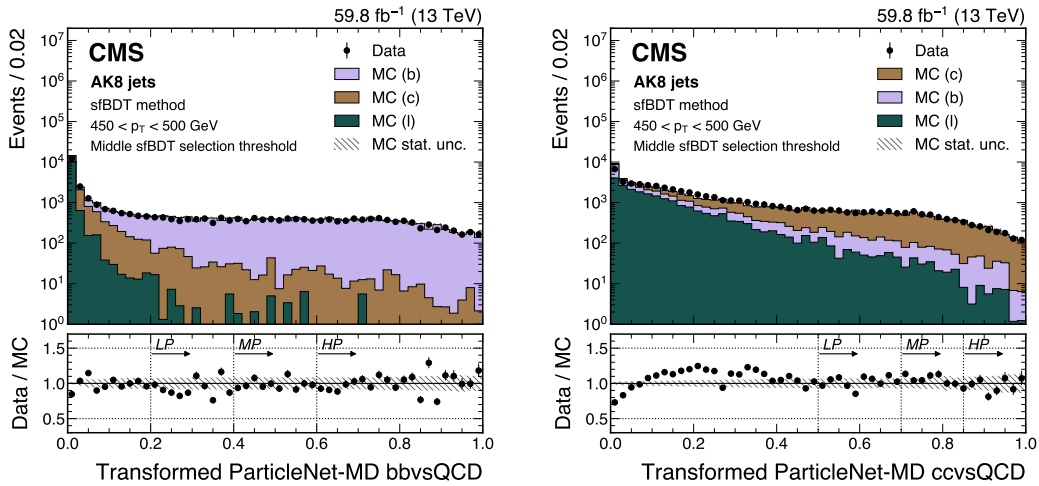 59.8 fb⁻¹ (13 TeV)
Events / 0.02
10⁷
10⁶
10⁵
10⁴
10³
10²
10¹
10⁰
CMS
AK8 jets
sfBDT method
450 < p_T < 500 GeV
Middle sfBDT selection threshold
Data
MC (b)
MC (c)
MC (l)
MC stat. unc.
Data / MC
1.5
1.0
0.5
LP
MP
HP
0.0 0.2 0.4 0.6 0.8 1.0
Transformed ParticleNet-MD bbvsQCD
59.8 fb⁻¹ (13 TeV)
Events / 0.02
10⁷
10⁶
10⁵
10⁴
10³
10²
10¹
10⁰
CMS
AK8 jets
sfBDT method
450 < p_T < 500 GeV
Middle sfBDT selection threshold
Data
MC (c)
MC (b)
MC (l)
MC stat. unc.
Data / MC
1.5
1.0
0.5
LP
MP
HP
0.0 0.2 0.4 0.6 0.8 1.0
Transformed ParticleNet-MD ccvsQCD